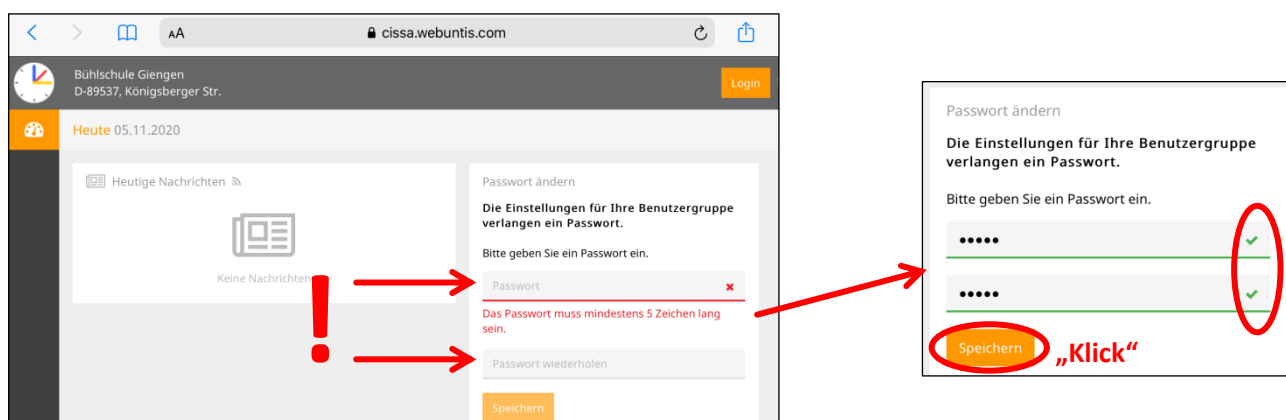 AA
cissa.webuntis.com
Bühlschule Giengen
D-89537, Königsberger Str.
Login
Heute 05.11.2020
Heutige Nachrichten
Keine Nachrichten
!
Passwort ändern
Die Einstellungen für Ihre Benutzergruppe
verlangen ein Passwort.
Bitte geben Sie ein Passwort ein.
Passwort
Das Passwort muss mindestens 5 Zeichen lang
sein.
Passwort wiederholen
Speichern
Passwort ändern
Die Einstellungen für Ihre Benutzergruppe
verlangen ein Passwort.
Bitte geben Sie ein Passwort ein.
•••••
•••••
Speichern
„Klick“